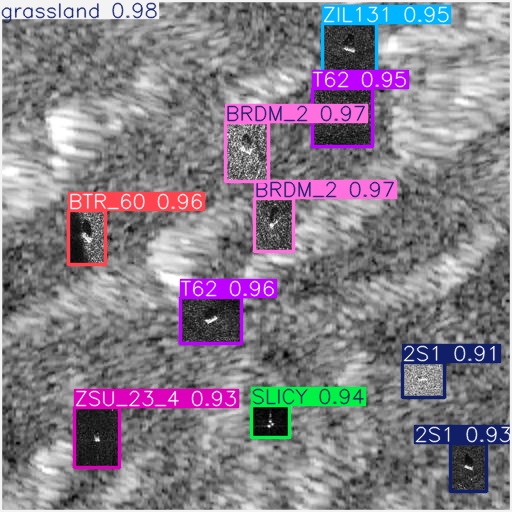 grassland 0.98
ZIL131 0.95
T62 0.95
BRDM_2 0.97
BRDM_2 0.97
BTR_60 0.96
T62 0.96
2S1 0.91
ZSU_23_4 0.93
SLICY 0.94
2S1 0.93